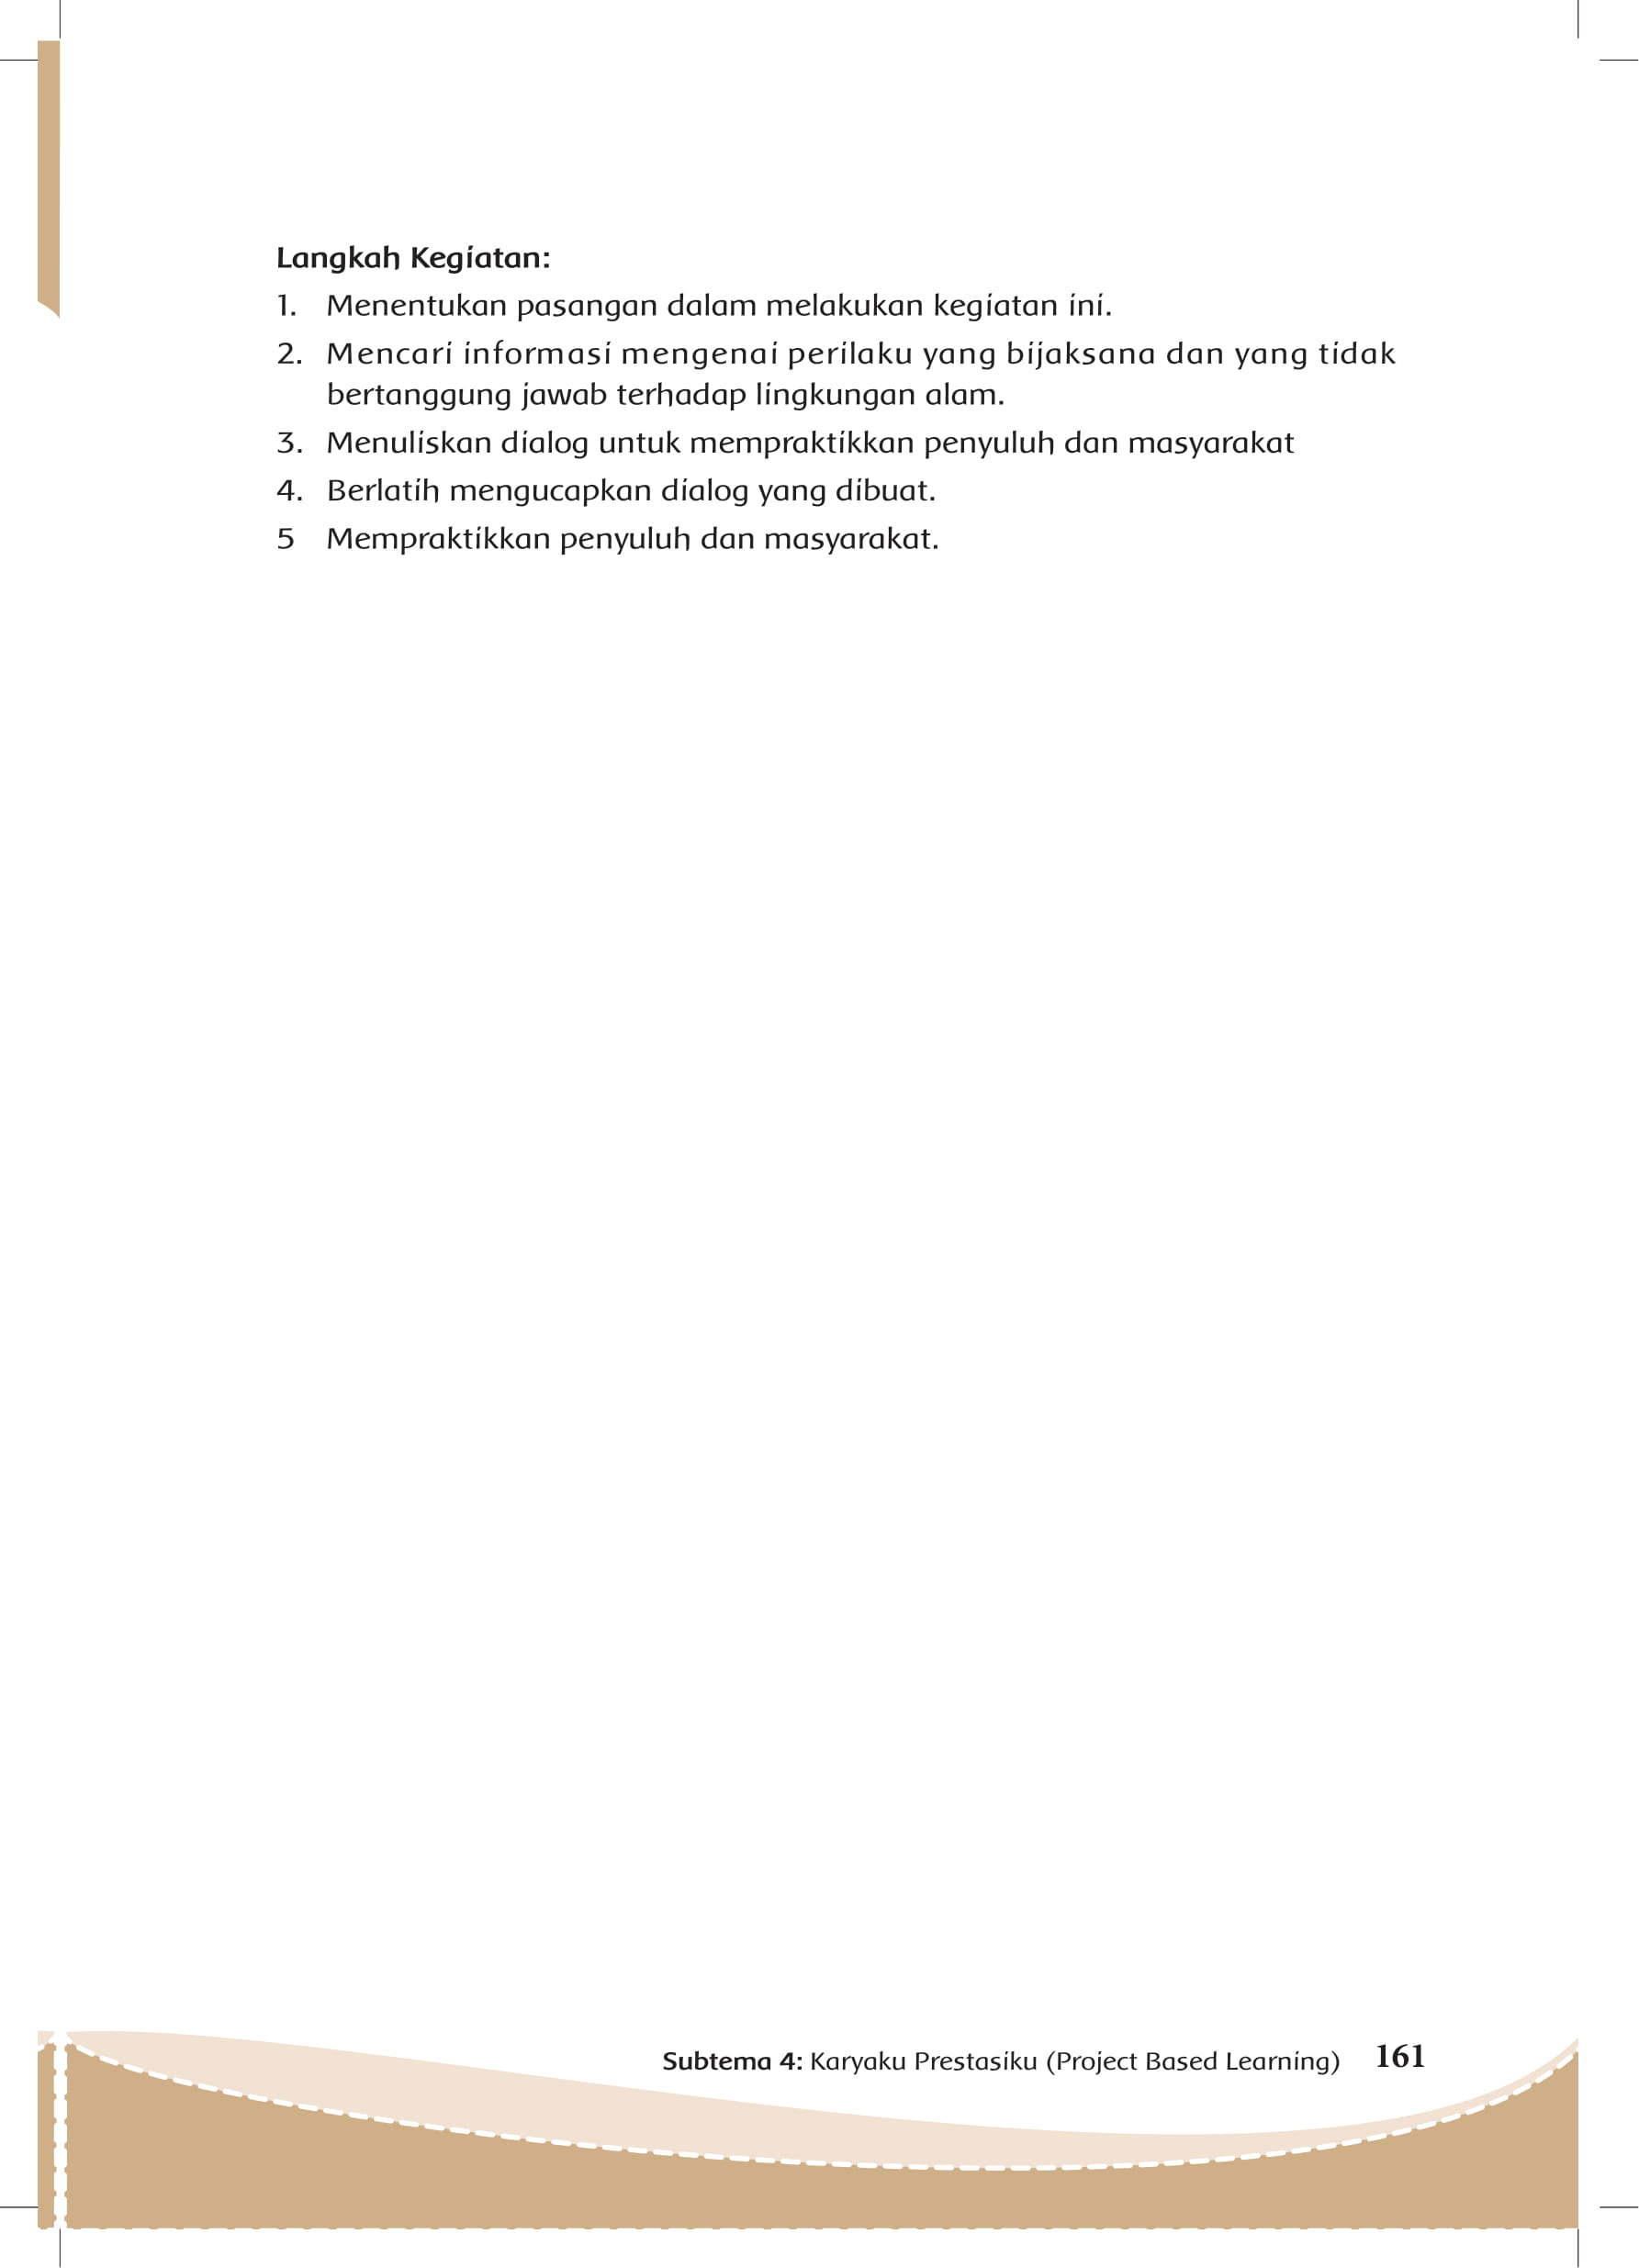 Langkah Kegiatan:
1. Menentukan pasangan dalam melakukan kegiatan ini.
2. Mencari informasi mengenai perilaku yang bijaksana dan yang tidak
bertanggung jawab terhadap lingkungan alam.
3. Menuliskan dialog untuk mempraktikkan penyuluh dan masyarakat
4. Berlatih mengucapkan dialog yang dibuat.
5 Mempraktikkan penyuluh dan masyarakat.
Subtema 4: Karyaku Prestasiku (Project Based Learning) 161